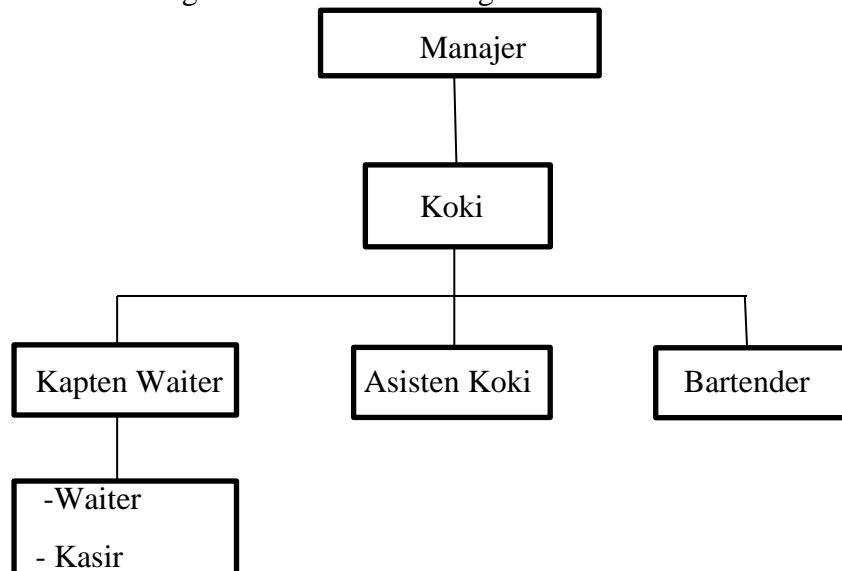 Manajer
Koki
Kapten Waiter
Asisten Koki
Bartender
-Waiter
- Kasir